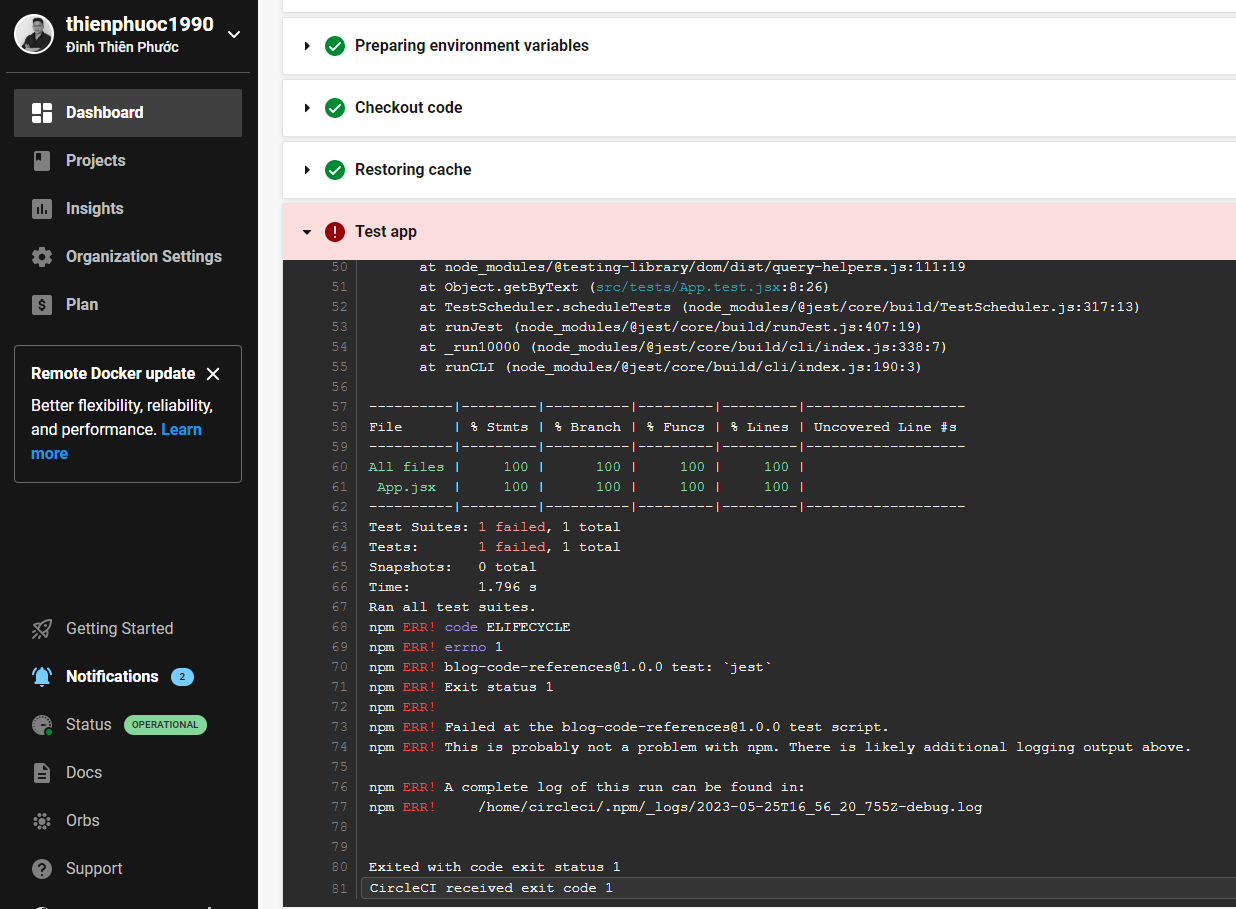 thienphuoc1990
Đinh Thiên Phước
Dashboard
Projects
Insights
Organization Settings
Plan
Remote Docker update
Better flexibility, reliability,
and performance. Learn
more
Getting Started
Notifications 2
Status OPERATIONAL
Docs
Orbs
Support
Preparing environment variables
Checkout code
Restoring cache
Test app
50 at node_modules/@testing-library/dom/dist/query-helpers.js:111:19
51 at Object.getByText (src/tests/App.test.jsx:8:26)
52 at TestScheduler.scheduleTests (node_modules/@jest/core/build/TestScheduler.js:317:13)
53 at runJest (node_modules/@jest/core/build/runJest.js:407:19)
54 at _run10000 (node_modules/@jest/core/build/cli/index.js:338:7)
55 at runCLI (node_modules/@jest/core/build/cli/index.js:190:3)
56
57 ----------|---------|----------|---------|---------|-------------------
58 File      | % Stmts | % Branch | % Funcs | % Lines | Uncovered Line #s
59 ----------|---------|----------|---------|---------|-------------------
60 All files |     100 |      100 |     100 |     100 |
61  App.jsx  |     100 |      100 |     100 |     100 |
62 ----------|---------|----------|---------|---------|-------------------
63 Test Suites: 1 failed, 1 total
64 Tests:       1 failed, 1 total
65 Snapshots:   0 total
66 Time:        1.796 s
67 Ran all test suites.
68 npm ERR! code ELIFECYCLE
69 npm ERR! errno 1
70 npm ERR! blog-code-references@1.0.0 test: `jest`
71 npm ERR! Exit status 1
72 npm ERR!
73 npm ERR! Failed at the blog-code-references@1.0.0 test script.
74 npm ERR! This is probably not a problem with npm. There is likely additional logging output above.
75
76 npm ERR! A complete log of this run can be found in:
77 npm ERR!     /home/circleci/.npm/_logs/2023-05-25T16_56_20_755Z-debug.log
78
79
80 Exited with code exit status 1
81 CircleCI received exit code 1